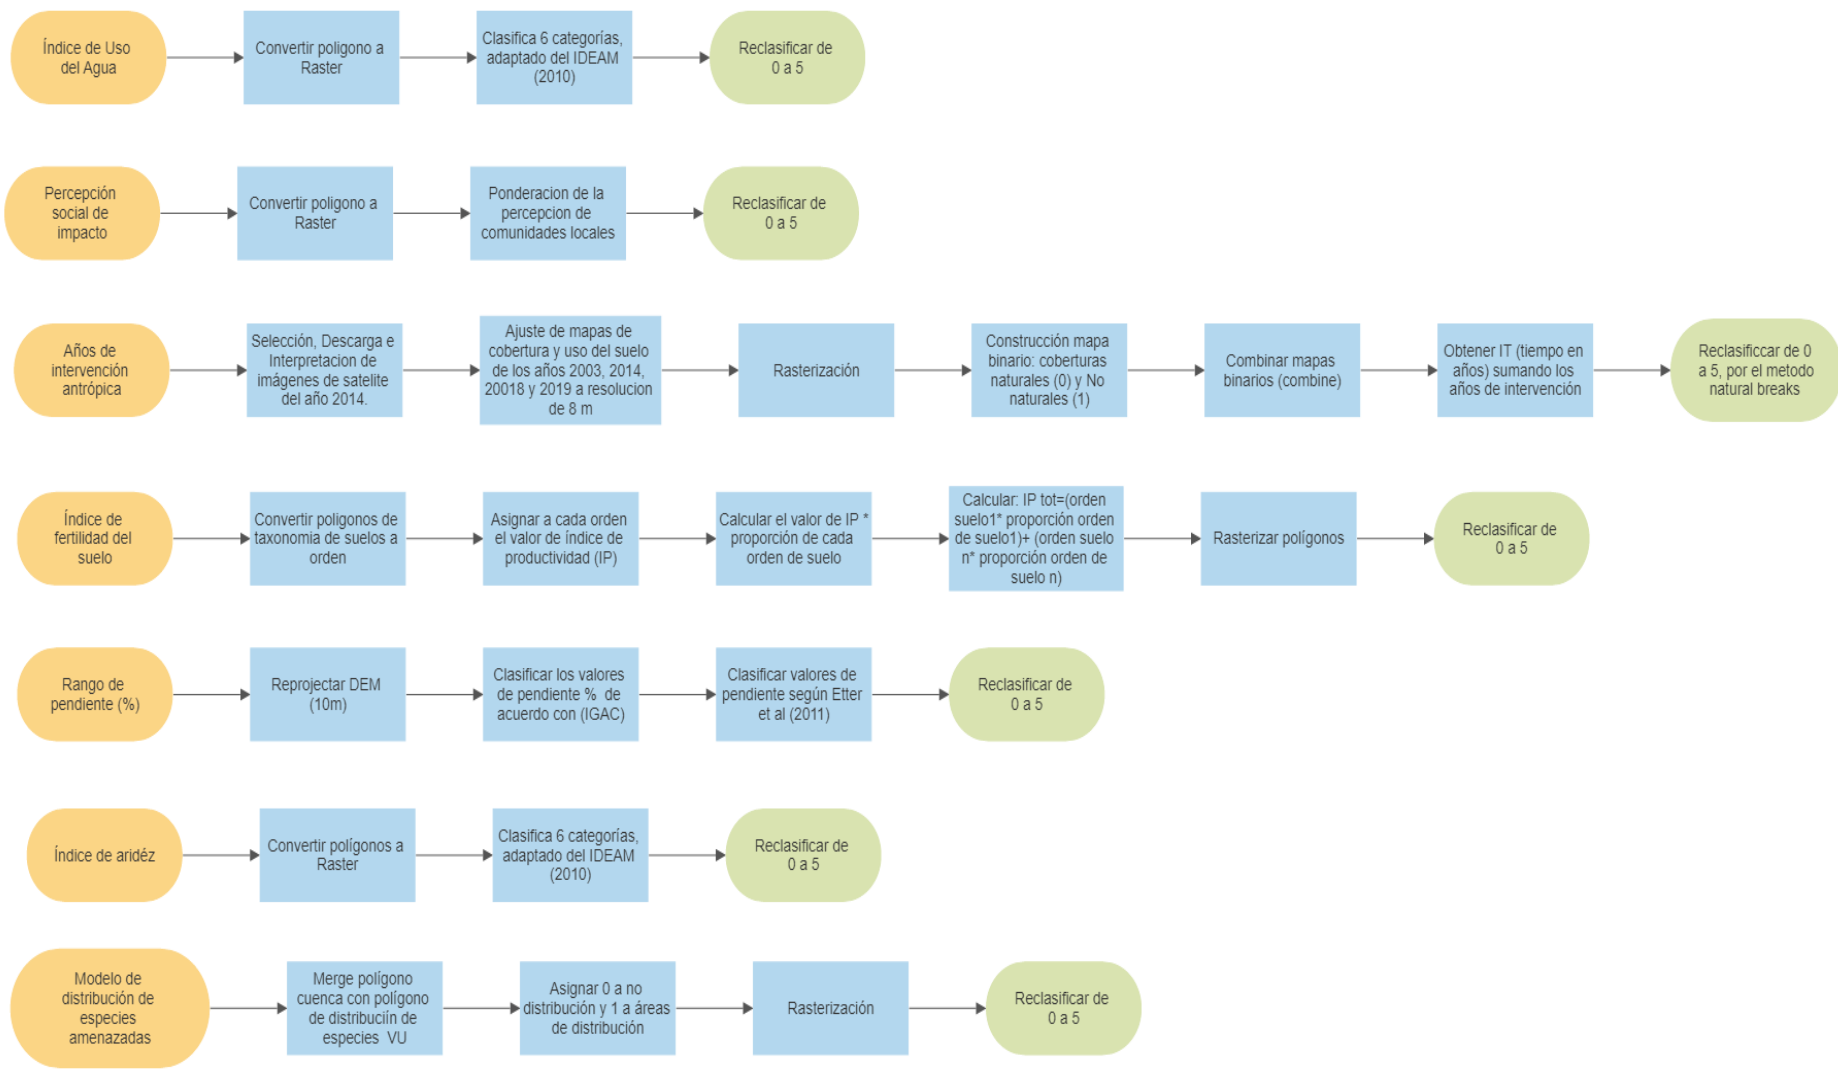 Índice de Uso
del Agua
Convertir poligono a
Raster
Clasifica 6 categorías,
adaptado del IDEAM
(2010)
Reclasificar de
0 a 5
Percepción
social de
impacto
Convertir poligono a
Raster
Ponderacion de la
percepcion de
comunidades locales
Reclasificar de
0 a 5
Años de
intervención
antrópica
Selección, Descarga e
Interpretacion de
imágenes de satelite
del año 2014.
Ajuste de mapas de
cobertura y uso del suelo
de los años 2003, 2014,
20018 y 2019 a resolucion
de 8 m
Rasterización
Construcción mapa
binario: coberturas
naturales (0) y No
naturales (1)
Combinar mapas
binarios (combine)
Obtener IT (tiempo en
años) sumando los
años de intervención
Reclasificcar de 0
a 5, por el metodo
natural breaks
Índice de
fertilidad del
suelo
Convertir poligonos de
taxonomia de suelos a
orden
Asignar a cada orden
el valor de índice de
productividad (IP)
Calcular el valor de IP *
proporción de cada
orden de suelo
Calcular: IP tot=(orden
suelo1* proporción orden
de suelo1)+ (orden suelo
n* proporción orden de
suelo n)
Rasterizar polígonos
Reclasificar de
0 a 5
Rango de
pendiente (%)
Reprojectar DEM
(10m)
Clasificar los valores
de pendiente % de
acuerdo con (IGAC)
Clasificar valores de
pendiente según Etter
et al (2011)
Reclasificar de
0 a 5
Índice de aridéz
Convertir polígonos a
Raster
Clasifica 6 categorías,
adaptado del IDEAM
(2010)
Reclasificar de
0 a 5
Modelo de
distribución de
especies
amenazadas
Merge polígono
cuenca con polígono
de distribuciín de
especies VU
Asignar 0 a no
distribución y 1 a áreas
de distribución
Rasterización
Reclasificar de
0 a 5